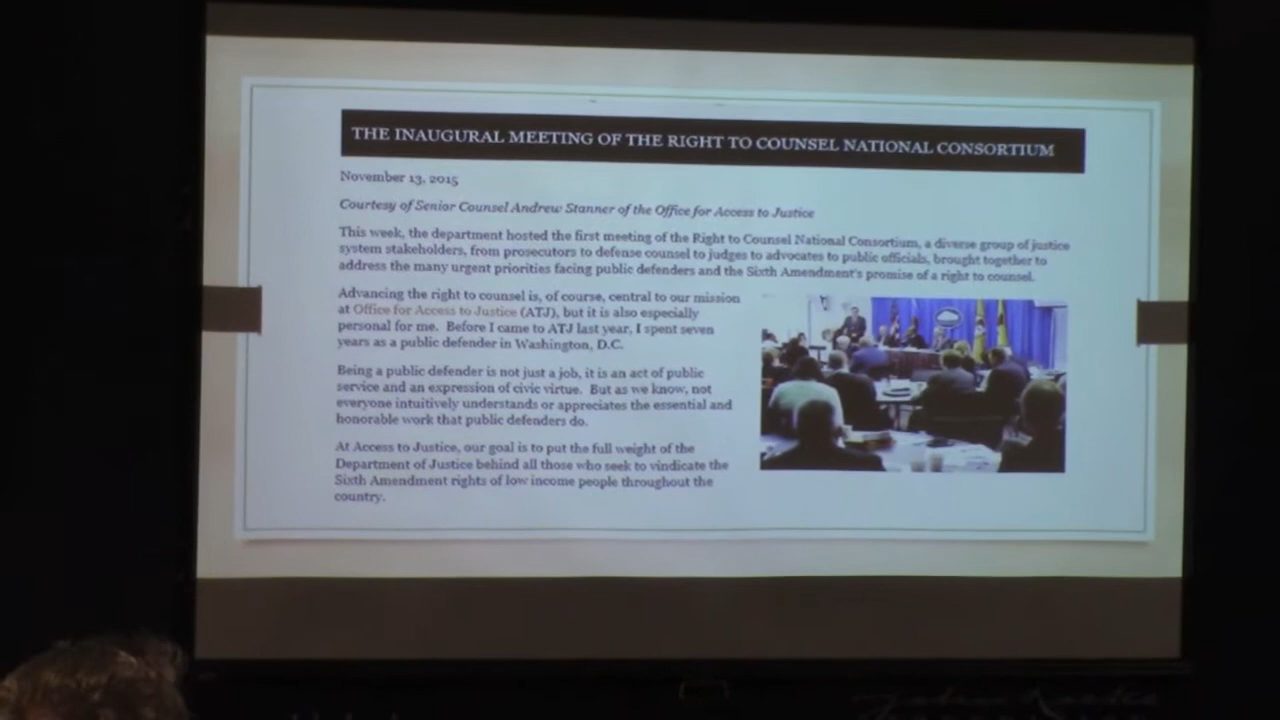 THE INAUGURAL MEETING OF THE RIGHT TO COUNSEL NATIONAL CONSORTIUM
November 13, 2015
Courtesy of Senior Counsel Andrew Stanner of the Office for Access to Justice
This week, the department hosted the first meeting of the Right to Counsel National Consortium, a diverse group of justice
system stakeholders, from prosecutors to defense counsel to judges to advocates to public officials, brought together to
address the many urgent priorities facing public defenders and the Sixth Amendment's promise of a right to counsel.
Advancing the right to counsel is, of course, central to our mission
at Office for Access to Justice (ATJ), but it is also especially
personal for me. Before I came to ATJ last year, I spent seven
years as a public defender in Washington, D.C.
Being a public defender is not just a job, it is an act of public
service and an expression of civic virtue. But as we know, not
everyone intuitively understands or appreciates the essential and
honorable work that public defenders do.
At Access to Justice, our goal is to put the full weight of the
Department of Justice behind all those who seek to vindicate the
Sixth Amendment rights of low income people throughout the
country.